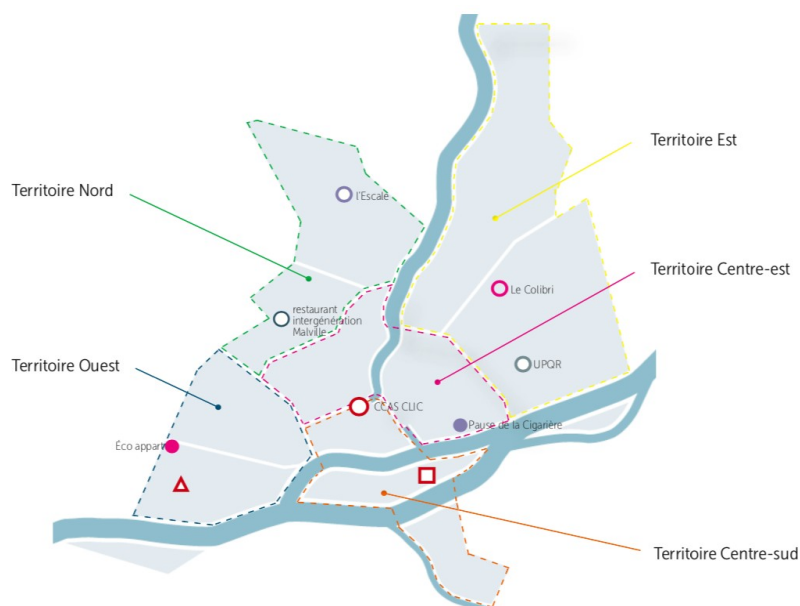 Territoire Est
Territoire Nord
l'Escale
Territoire Centre-est
Le Colibri
restaurant
intergénération
Malville
Territoire Ouest
UPQR
CCAS CLIC
Pause de la Cigarière
Éco appart
Territoire Centre-sud